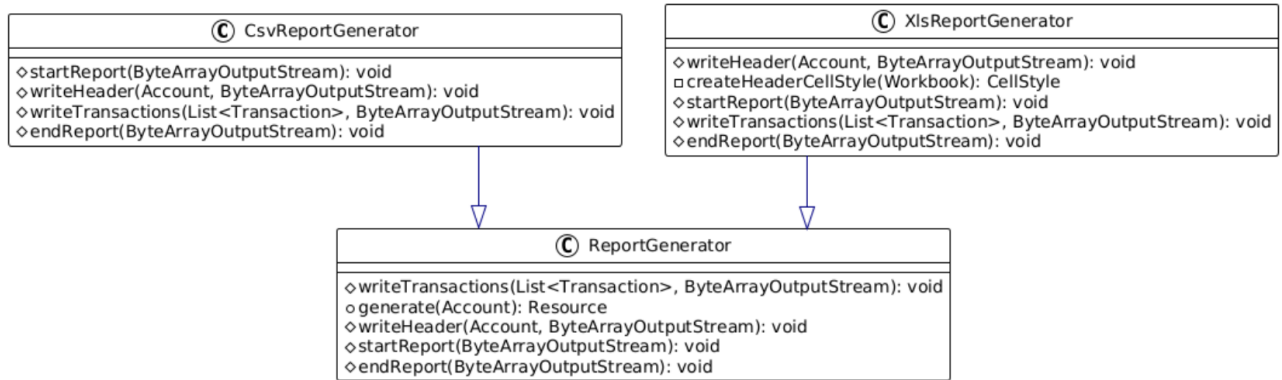 C CsvReportGenerator
startReport(ByteArrayOutputStream): void
writeHeader(Account, ByteArrayOutputStream): void
writeTransactions(List<Transaction>, ByteArrayOutputStream): void
endReport(ByteArrayOutputStream): void
C XlsReportGenerator
writeHeader(Account, ByteArrayOutputStream): void
createHeaderCellStyle(Workbook): CellStyle
startReport(ByteArrayOutputStream): void
writeTransactions(List<Transaction>, ByteArrayOutputStream): void
endReport(ByteArrayOutputStream): void
C ReportGenerator
writeTransactions(List<Transaction>, ByteArrayOutputStream): void
generate(Account): Resource
writeHeader(Account, ByteArrayOutputStream): void
startReport(ByteArrayOutputStream): void
endReport(ByteArrayOutputStream): void